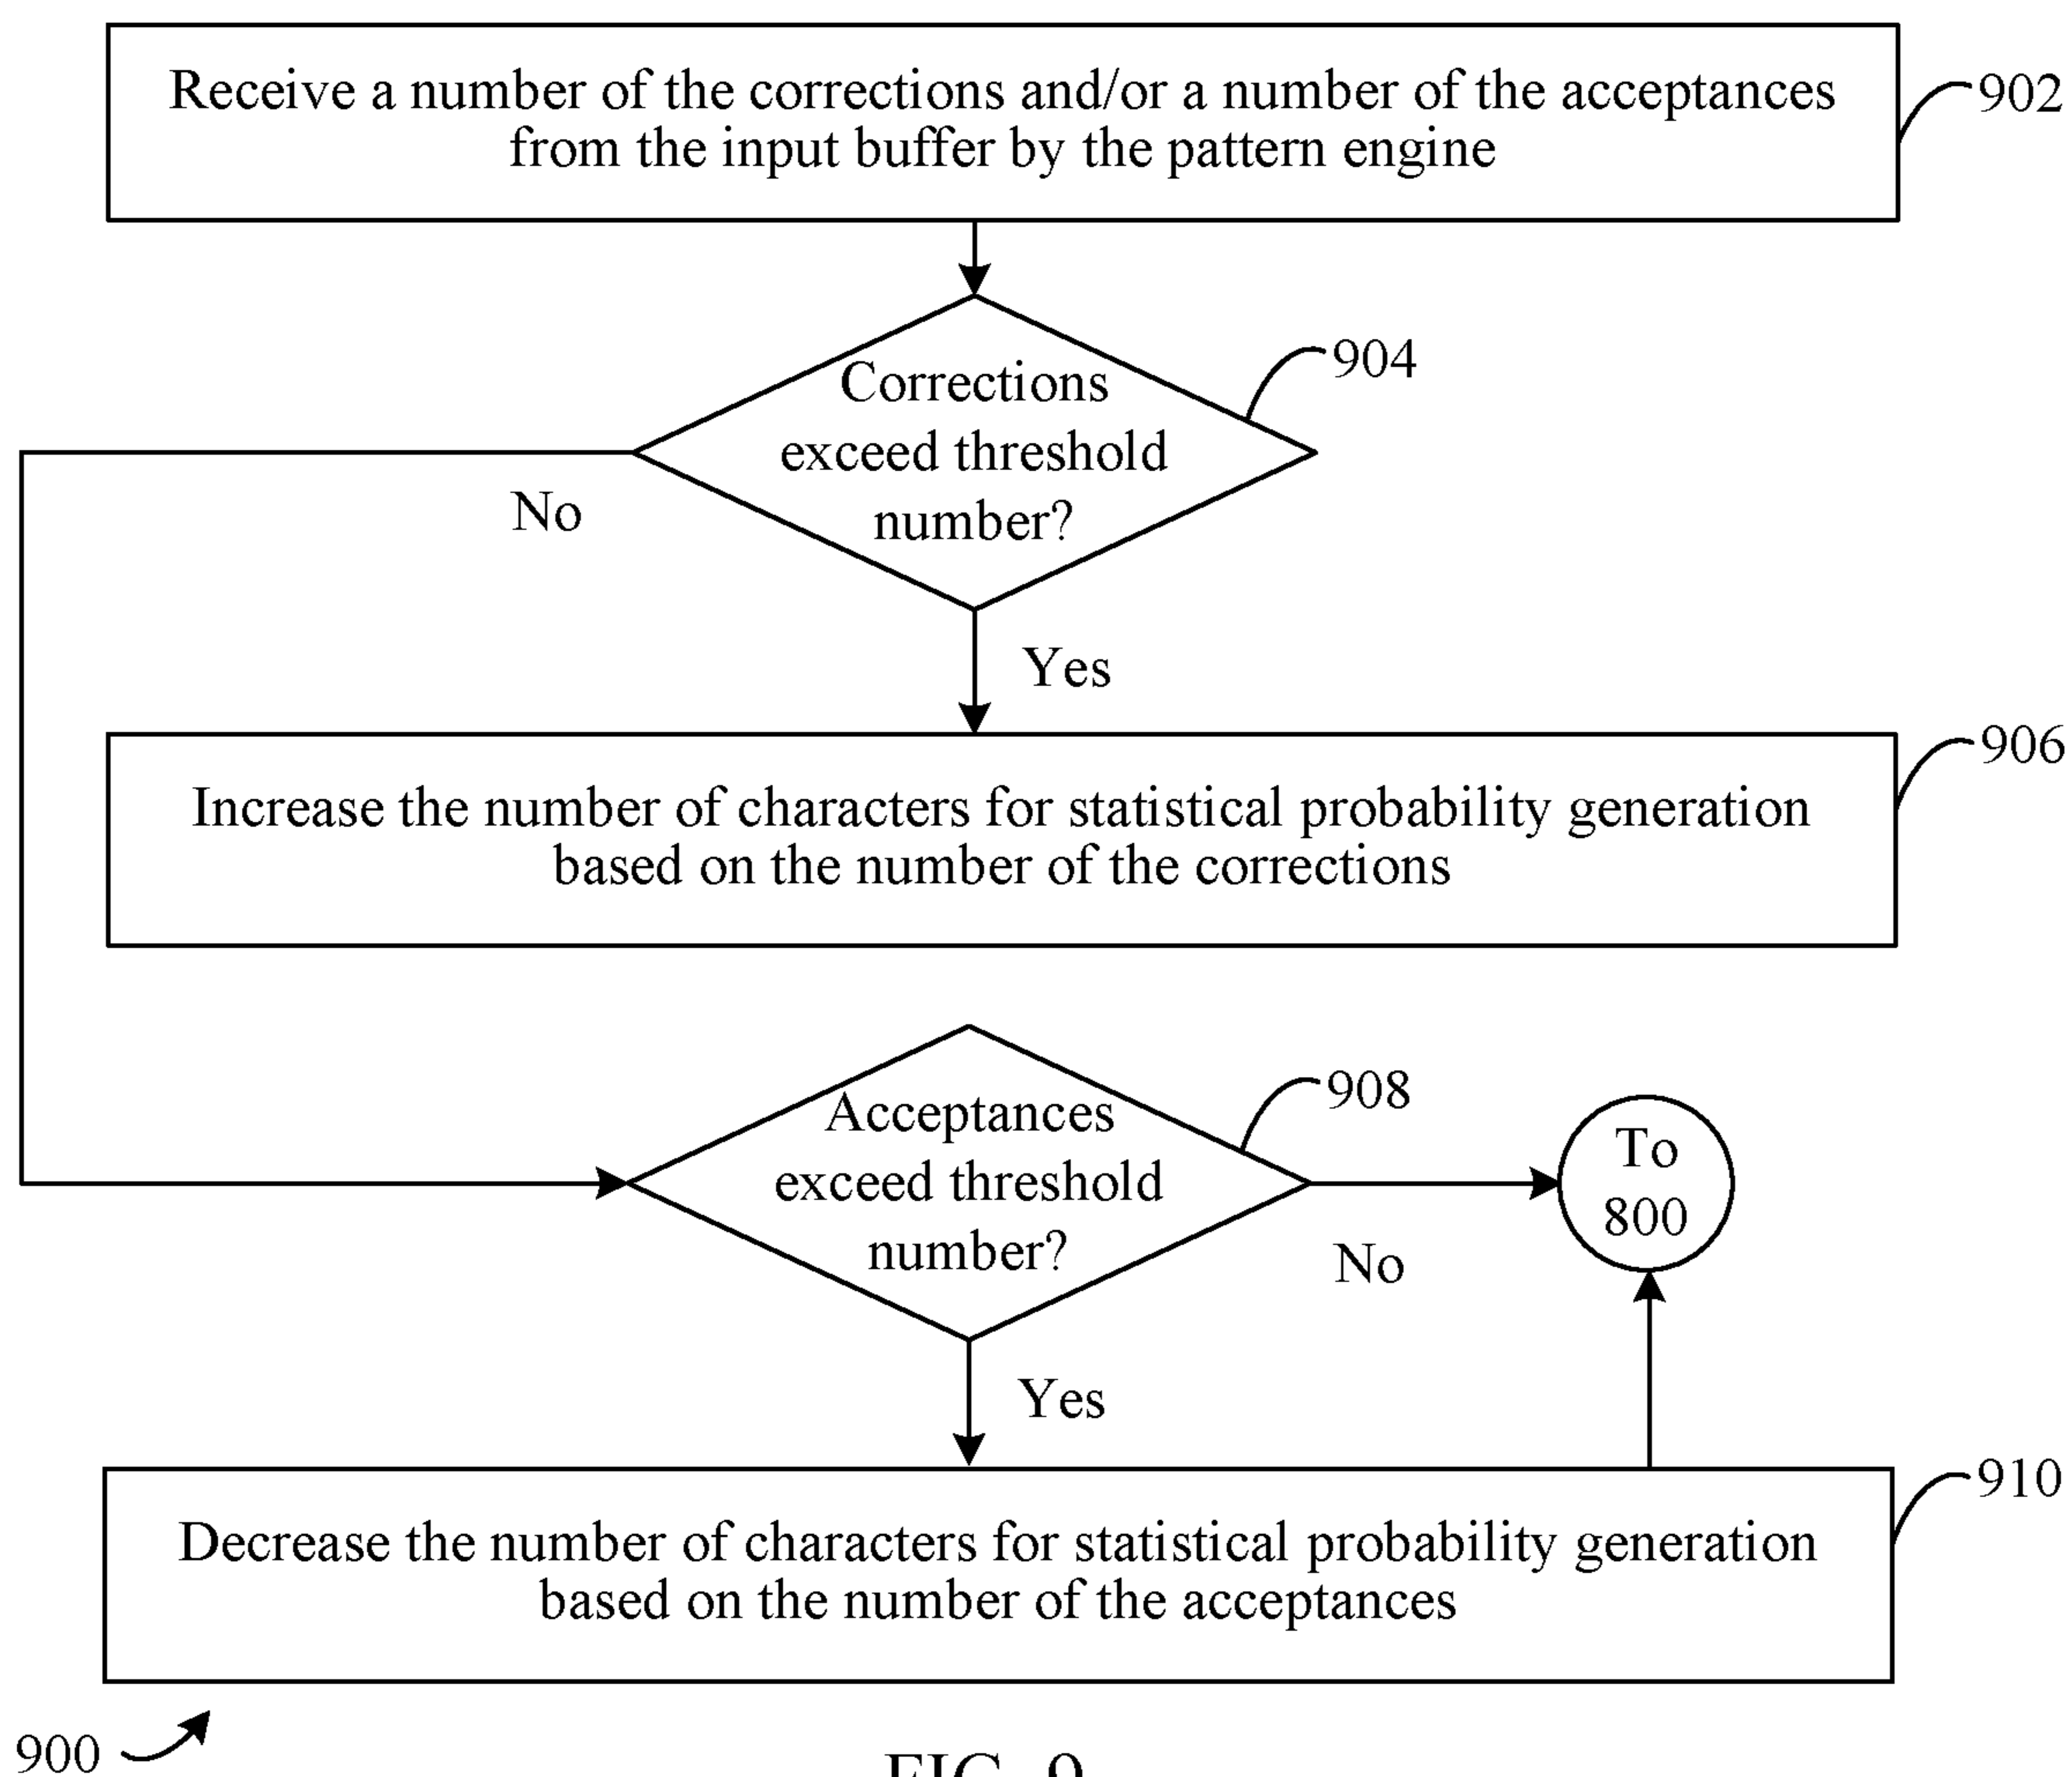 Receive a number of the corrections and/or a number of the acceptances
from the input buffer by the pattern engine
902
Corrections
exceed threshold
number?
904
No
Yes
Increase the number of characters for statistical probability generation
based on the number of the corrections
906
Acceptances
exceed threshold
number?
908
To
800
No
Yes
Decrease the number of characters for statistical probability generation
based on the number of the acceptances
910
900
FIG. 9